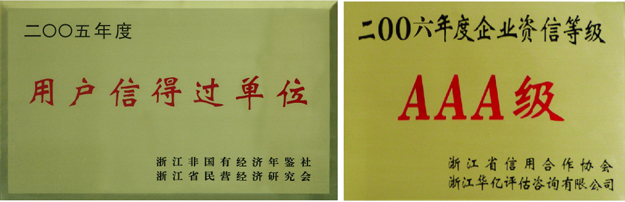 二〇〇五年度
用户信得过单位
浙江非国有经济年鉴社
浙江省民营经济研究会
二〇〇六年度企业资信等级
AAA级
浙江省信用合作协会
浙江华亿评估咨询有限公司